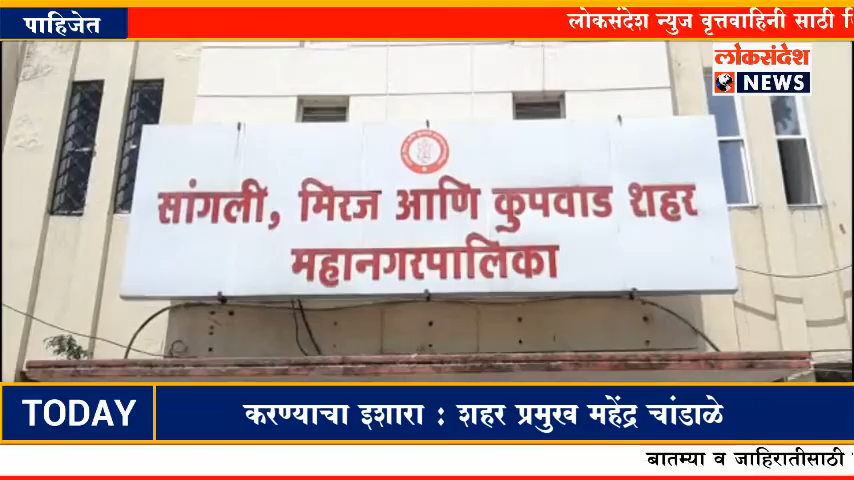 पाहिजेत
लोकसंदेश न्युज वृत्तवाहिनी साठी
लोकसंदेश
NEWS
सांगली, मिरज आणि कुपवाड शहर
महानगरपालिका
TODAY
करण्याचा इशारा : शहर प्रमुख महेंद्र चांडाळे
बातम्या व जाहिरातीसाठी